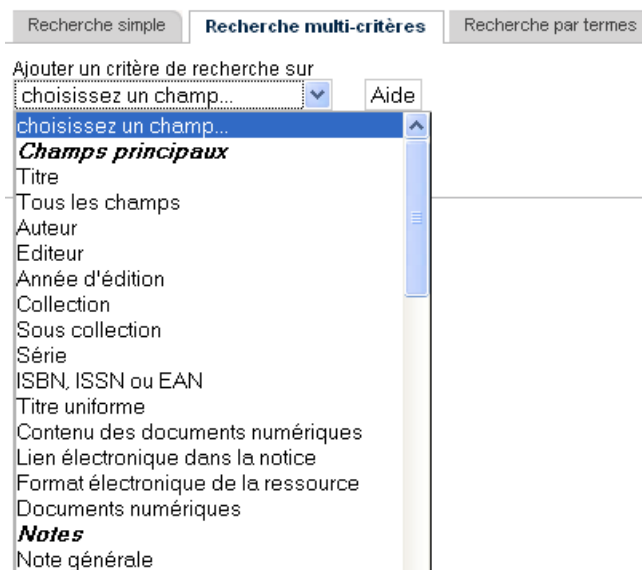 Recherche simple Recherche multi-critères Recherche par termes
Ajouter un critère de recherche sur
choisissez un champ... Aide
choisissez un champ...
Champs principaux
Titre
Tous les champs
Auteur
Editeur
Année d'édition
Collection
Sous collection
Série
ISBN, ISSN ou EAN
Titre uniforme
Contenu des documents numériques
Lien électronique dans la notice
Format électronique de la ressource
Documents numériques
Notes
Note générale